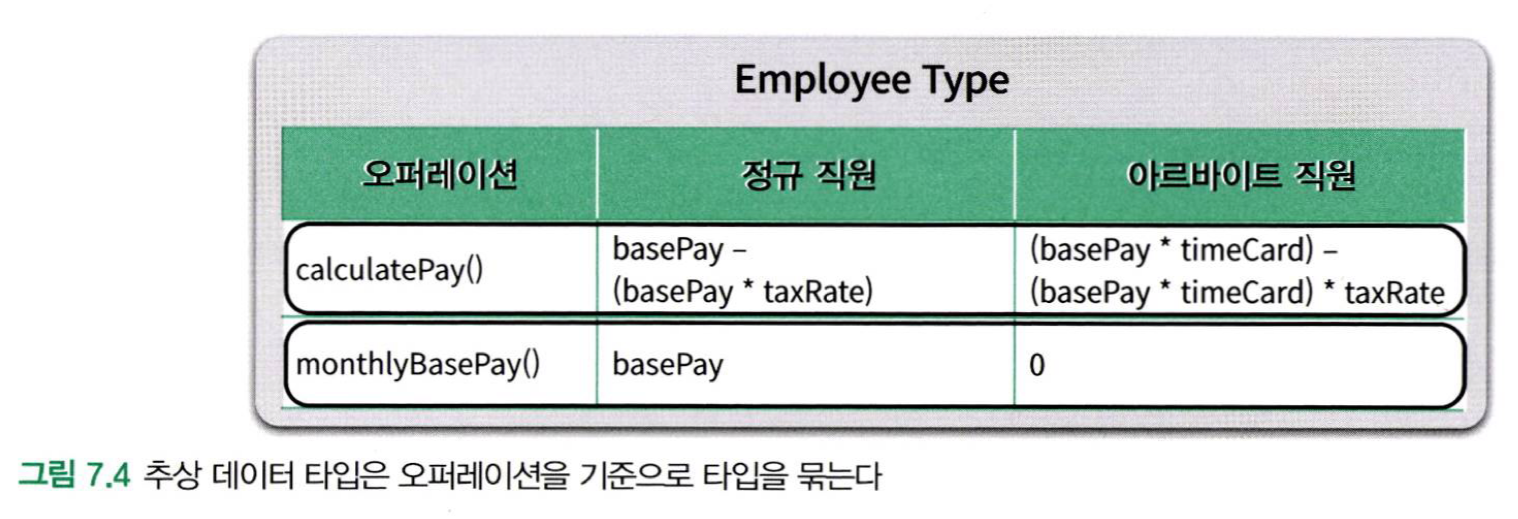 Employee Type
오퍼레이션
정규 직원
아르바이트 직원
calculatePay()
basePay –
(basePay * taxRate)
(basePay * timeCard) –
(basePay * timeCard) * taxRate
monthlyBasePay()
basePay
0
그림 7.4 추상 데이터 타입은 오퍼레이션을 기준으로 타입을 묶는다